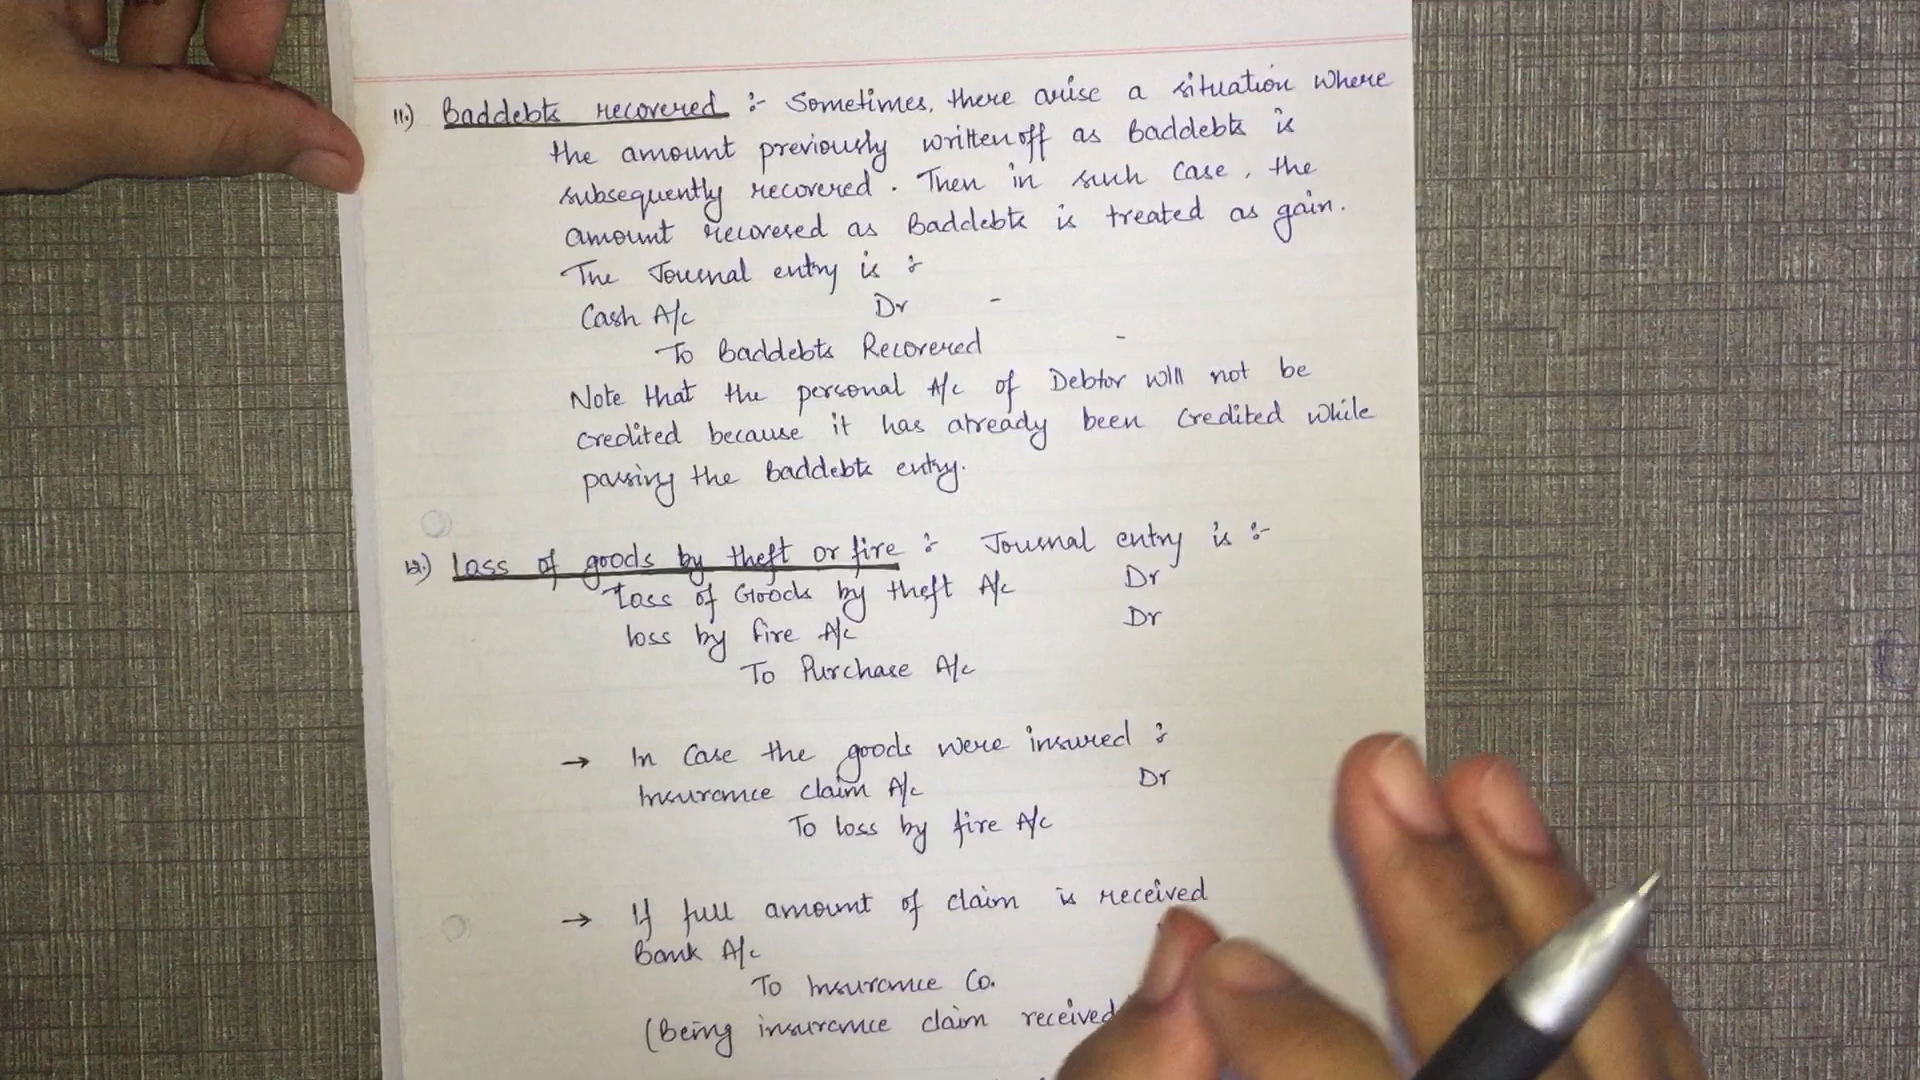 11.) Baddebts recovered :- Sometimes, there arise a situation where
the amount previously written off as Baddebts is
subsequently recovered. Then in such case, the
amount recovered as Baddebts is treated as gain.
The Journal entry is :
Cash A/c Dr -
To Baddebts Recovered -
Note that the personal A/c of Debtor will not be
credited because it has already been credited while
passing the Baddebts entry.
12.) Loss of goods by theft or fire : Journal entry is :-
Loss of Goods by theft A/c Dr
loss by fire A/c Dr
To Purchase A/c
→ In case the goods were insured :
Insurance claim A/c Dr
To loss by fire A/c
→ If full amount of claim is received
Bank A/c
To Insurance Co.
(Being insurance claim received